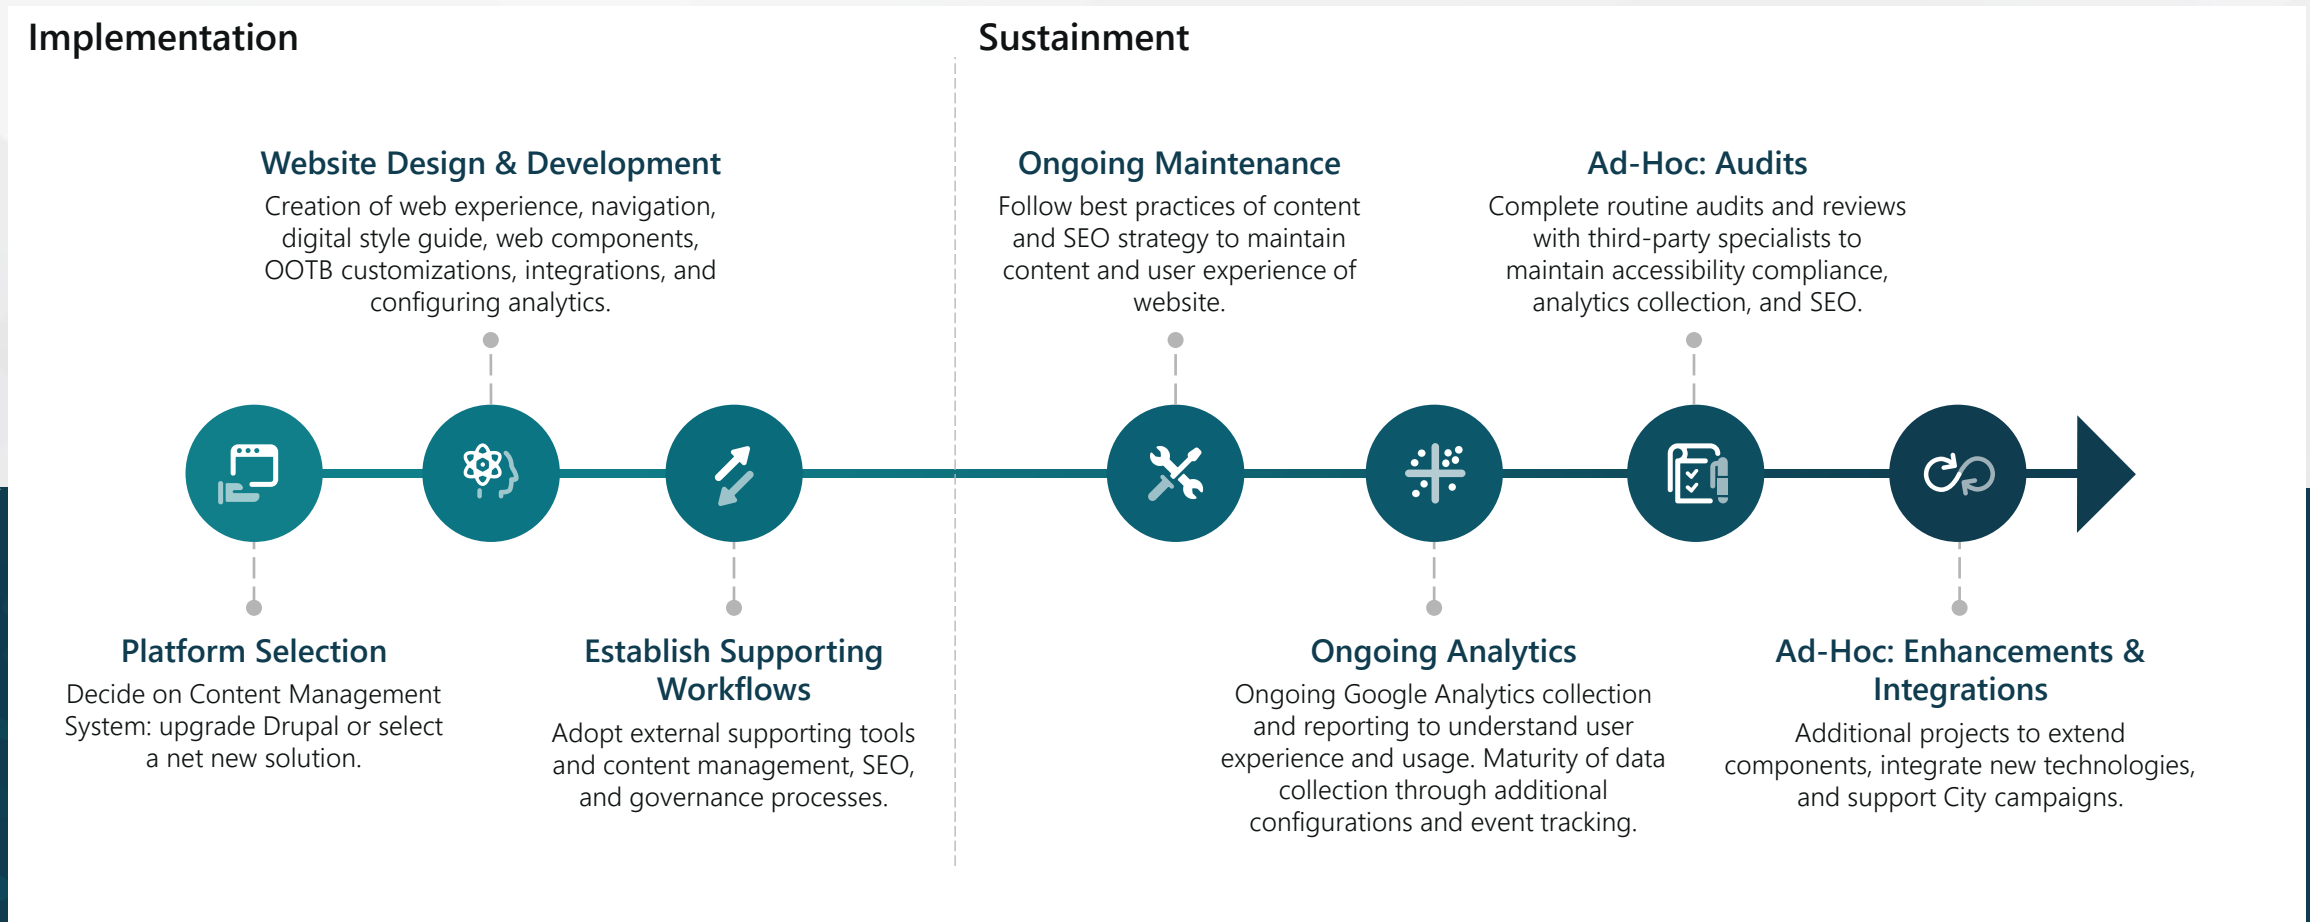 Implementation
Sustainment
Website Design & Development
Creation of web experience, navigation,
digital style guide, web components,
OOTB customizations, integrations, and
configuring analytics.
Ongoing Maintenance
Follow best practices of content
and SEO strategy to maintain
content and user experience of
website.
Ad-Hoc: Audits
Complete routine audits and reviews
with third-party specialists to
maintain accessibility compliance,
analytics collection, and SEO.
Platform Selection
Decide on Content Management
System: upgrade Drupal or select
a net new solution.
Establish Supporting
Workflows
Adopt external supporting tools
and content management, SEO,
and governance processes.
Ongoing Analytics
Ongoing Google Analytics collection
and reporting to understand user
experience and usage. Maturity of data
collection through additional
configurations and event tracking.
Ad-Hoc: Enhancements &
Integrations
Additional projects to extend
components, integrate new technologies,
and support City campaigns.